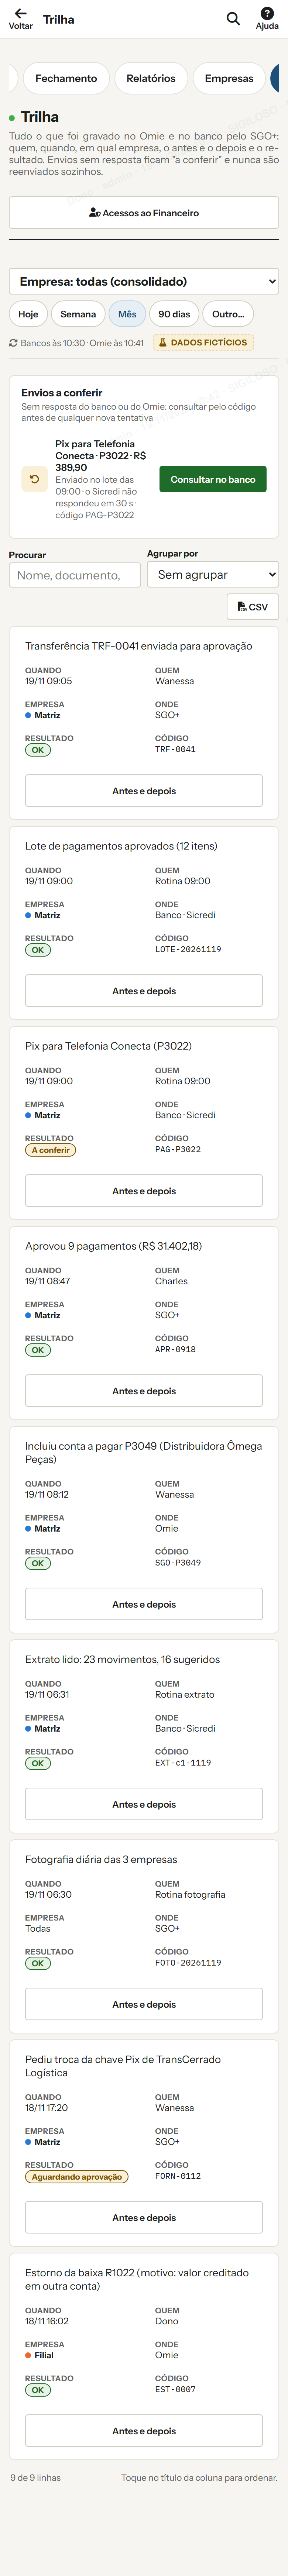 Voltar
Trilha
Ajuda
Fechamento
Relatórios
Empresas
Trilha
Tudo o que foi gravado no Omie e no banco pelo SGO+:
quem, quando, em qual empresa, o antes e o depois e o re-
sultado. Envios sem resposta ficam "a conferir" e nunca são
reenviados sozinhos.
Acessos ao Financeiro
Empresa: todas (consolidado)
Hoje
Semana
Mês
90 dias
Outro...
Bancos às 10:30 · Omie às 10:41
DADOS FICTÍCIOS
Envios a conferir
Sem resposta do banco ou do Omie: consultar pelo código
antes de qualquer nova tentativa
Pix para Telefonia
Conecta · P3022 · R$
389,90
Enviado no lote das
09:00 · o Sicredi não
respondeu em 30 s ·
código PAG-P3022
Consultar no banco
Procurar
Agrupar por
Nome, documento,
Sem agrupar
CSV
Transferência TRF-0041 enviada para aprovação
QUANDO
19/11 09:05
QUEM
Wanessa
EMPRESA
Matriz
ONDE
SGO+
RESULTADO
OK
CÓDIGO
TRF-0041
Antes e depois
Lote de pagamentos aprovados (12 itens)
QUANDO
19/11 09:00
QUEM
Rotina 09:00
EMPRESA
Matriz
ONDE
Banco · Sicredi
RESULTADO
OK
CÓDIGO
LOTE-20261119
Antes e depois
Pix para Telefonia Conecta (P3022)
QUANDO
19/11 09:00
QUEM
Rotina 09:00
EMPRESA
Matriz
ONDE
Banco · Sicredi
RESULTADO
A conferir
CÓDIGO
PAG-P3022
Antes e depois
Aprovou 9 pagamentos (R$ 31.402,18)
QUANDO
19/11 08:47
QUEM
Charles
EMPRESA
Matriz
ONDE
SGO+
RESULTADO
OK
CÓDIGO
APR-0918
Antes e depois
Incluiu conta a pagar P3049 (Distribuidora Ômega
Peças)
QUANDO
19/11 08:12
QUEM
Wanessa
EMPRESA
Matriz
ONDE
Omie
RESULTADO
OK
CÓDIGO
SGO-P3049
Antes e depois
Extrato lido: 23 movimentos, 16 sugeridos
QUANDO
19/11 06:31
QUEM
Rotina extrato
EMPRESA
Matriz
ONDE
Banco · Sicredi
RESULTADO
OK
CÓDIGO
EXT-c1-1119
Antes e depois
Fotografia diária das 3 empresas
QUANDO
19/11 06:30
QUEM
Rotina fotografia
EMPRESA
Todas
ONDE
SGO+
RESULTADO
OK
CÓDIGO
FOTO-20261119
Antes e depois
Pediu troca da chave Pix de TransCerrado
Logística
QUANDO
18/11 17:20
QUEM
Wanessa
EMPRESA
Matriz
ONDE
SGO+
RESULTADO
Aguardando aprovação
CÓDIGO
FORN-0112
Antes e depois
Estorno da baixa R1022 (motivo: valor creditado
em outra conta)
QUANDO
18/11 16:02
QUEM
Dono
EMPRESA
Filial
ONDE
Omie
RESULTADO
OK
CÓDIGO
EST-0007
Antes e depois
9 de 9 linhas
Toque no título da coluna para ordenar.